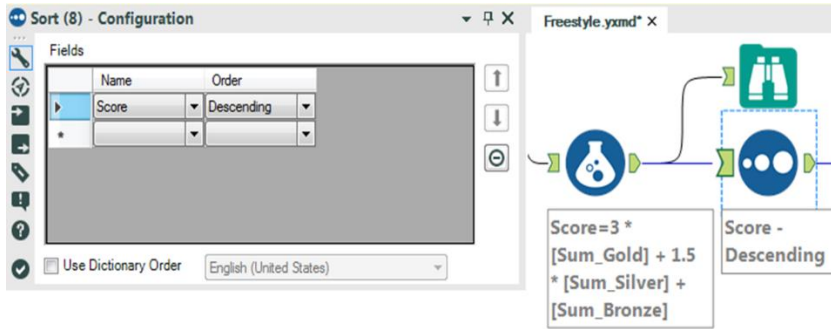 Sort (8) - Configuration
Fields
Name Order
Score Descending
*
Use Dictionary Order English (United States)
Freestyle.yxmd* X
Score=3 *
[Sum_Gold] + 1.5
* [Sum_Silver] +
[Sum_Bronze]
Score -
Descending